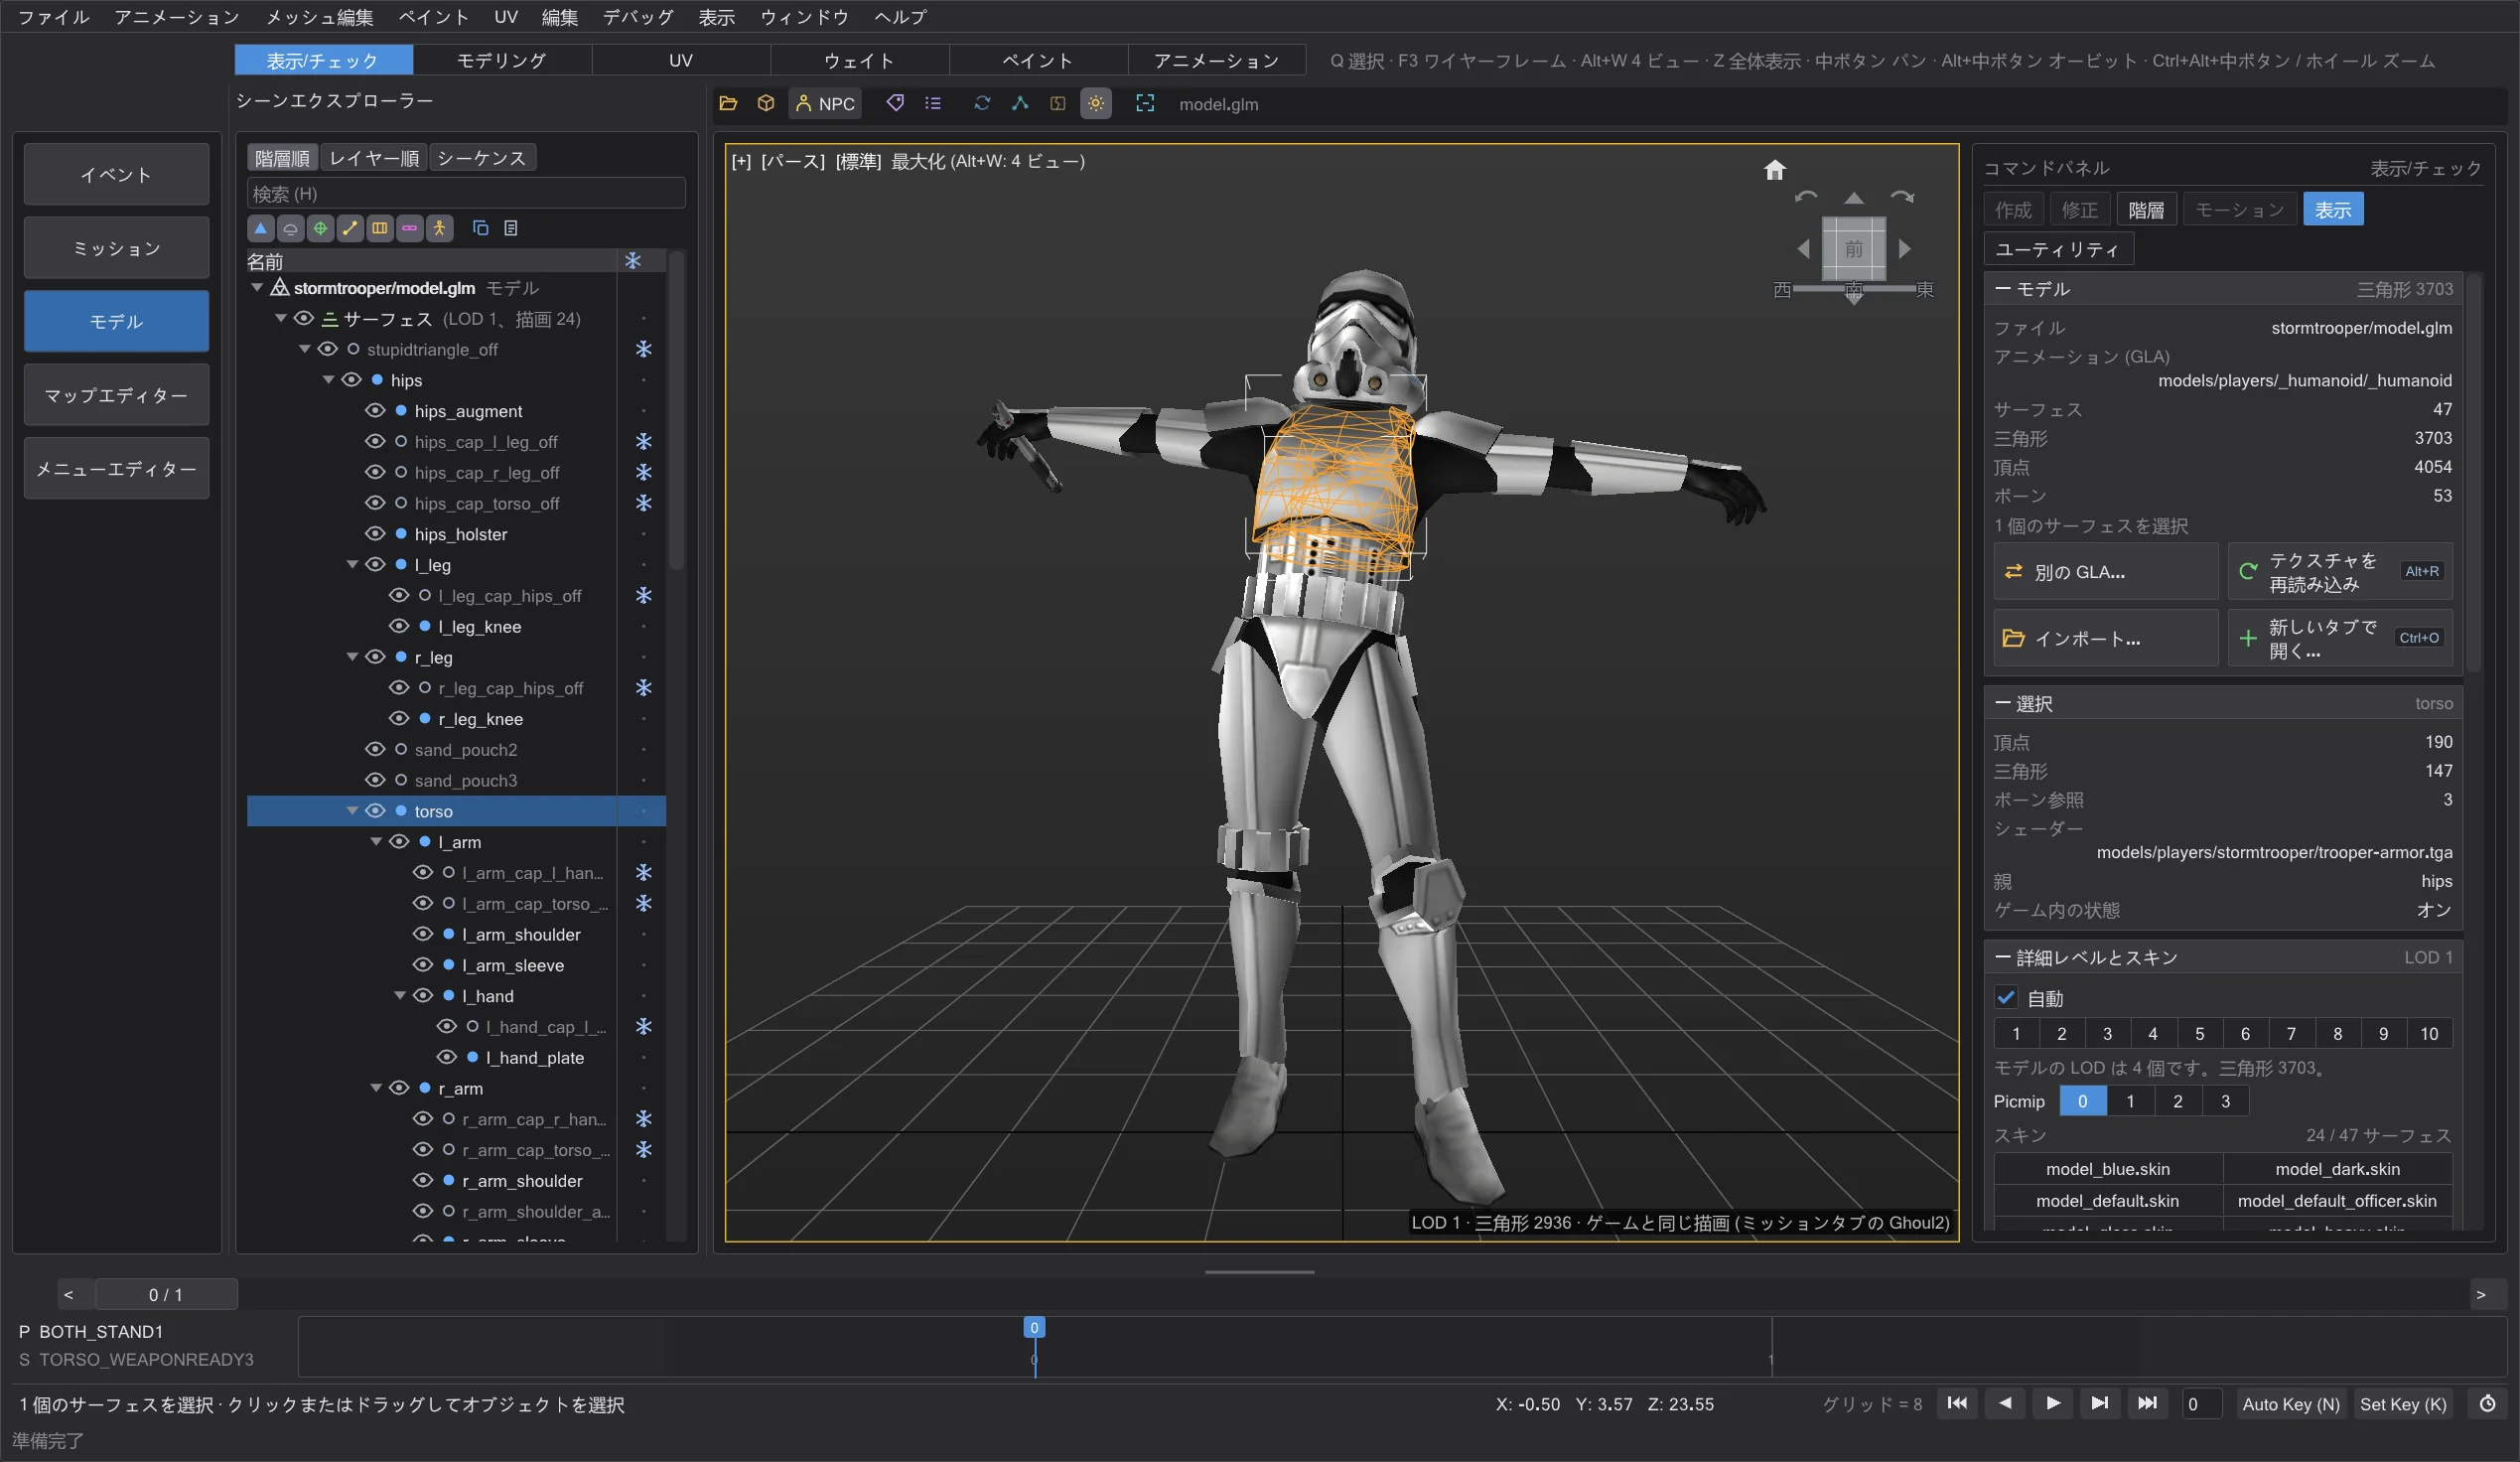 ファイル アニメーション メッシュ編集 ペイント UV 編集 デバッグ 表示 ウィンドウ ヘルプ
表示/チェック モデリング UV ウェイト ペイント アニメーション Q 選択 · F3 ワイヤーフレーム · Alt+W 4 ビュー · Z 全体表示 · 中ボタン パン · Alt+中ボタン オービット · Ctrl+Alt+中ボタン / ホイール ズーム
シーンエクスプローラー
NPC model.glm
イベント
ミッション
モデル
マップエディター
メニューエディター
階層順 レイヤー順 シーケンス
検索 (H)
名前
stormtrooper/model.glm モデル
サーフェス (LOD 1、描画 24)
stupidtriangle_off
hips
hips_augment
hips_cap_l_leg_off
hips_cap_r_leg_off
hips_cap_torso_off
hips_holster
l_leg
l_leg_cap_hips_off
l_leg_knee
r_leg
r_leg_cap_hips_off
r_leg_knee
sand_pouch2
sand_pouch3
torso
l_arm
l_arm_cap_l_han...
l_arm_cap_torso_...
l_arm_shoulder
l_arm_sleeve
l_hand
l_hand_cap_l_...
l_hand_plate
r_arm
r_arm_cap_r_han...
r_arm_cap_torso_...
r_arm_shoulder
r_arm_shoulder_a...
[+] [パース] [標準] 最大化 (Alt+W: 4 ビュー)
前
西 南 東
LOD 1 · 三角形 2936 · ゲームと同じ描画 (ミッションタブの Ghoul2)
コマンドパネル 表示/チェック
作成 修正 階層 モーション 表示
ユーティリティ
モデル 三角形 3703
ファイル stormtrooper/model.glm
アニメーション (GLA)
models/players/_humanoid/_humanoid
サーフェス 47
三角形 3703
頂点 4054
ボーン 53
1 個のサーフェスを選択
別の GLA...
テクスチャを
再読み込み Alt+R
インポート...
新しいタブで
開く... Ctrl+O
選択 torso
頂点 190
三角形 147
ボーン参照 3
シェーダー
models/players/stormtrooper/trooper-armor.tga
親 hips
ゲーム内の状態 オン
詳細レベルとスキン LOD 1
自動
1 2 3 4 5 6 7 8 9 10
モデルの LOD は 4 個です。三角形 3703。
Picmip 0 1 2 3
スキン 24 / 47 サーフェス
model_blue.skin model_dark.skin
model_default.skin model_default_officer.skin
< 0 / 1 >
P BOTH_STAND1
S TORSO_WEAPONREADY3
0
0 1
1 個のサーフェスを選択 · クリックまたはドラッグしてオブジェクトを選択
X: -0.50 Y: 3.57 Z: 23.55
グリッド = 8
0 Auto Key (N) Set Key (K)
準備完了